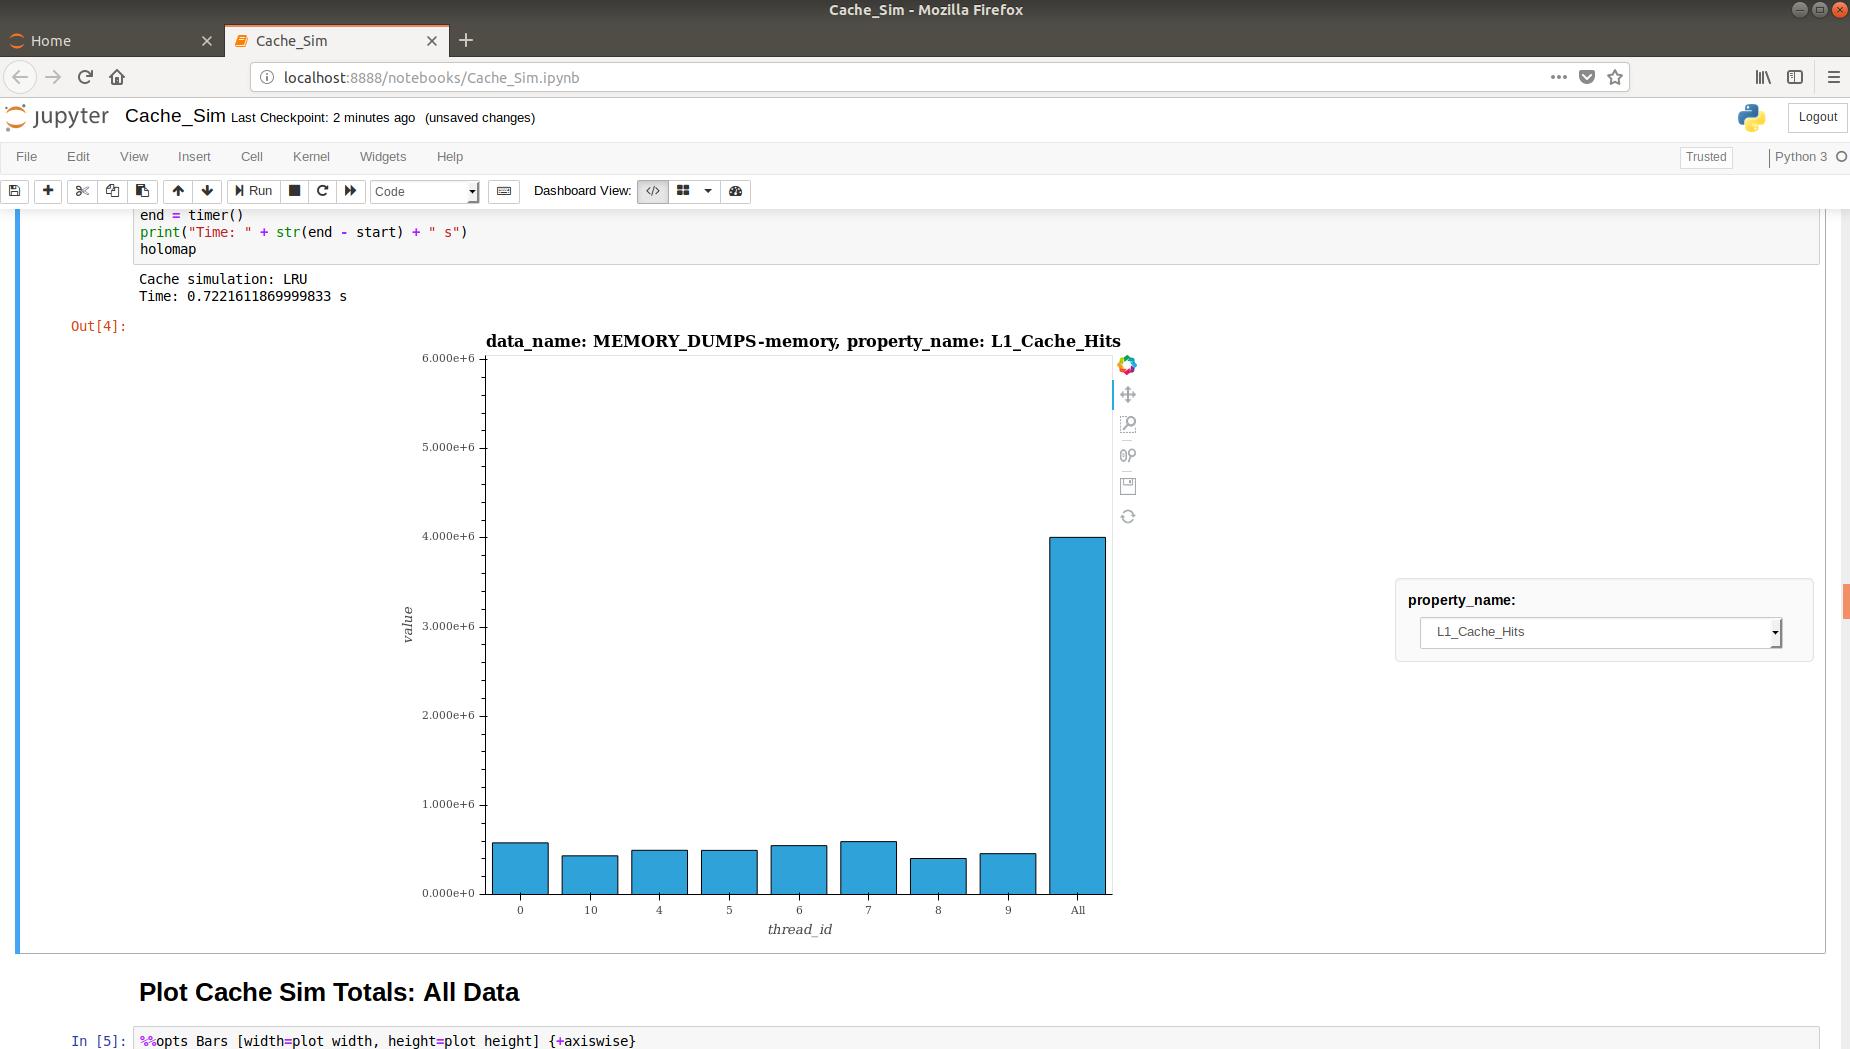 Cache_Sim - Mozilla Firefox
Home
Cache_Sim
localhost:8888/notebooks/Cache_Sim.ipynb
jupyter Cache_Sim Last Checkpoint: 2 minutes ago (unsaved changes)
Logout
File Edit View Insert Cell Kernel Widgets Help
Trusted
Python 3
Run
Code
Dashboard View:
end = timer()
print("Time: " + str(end - start) + " s")
holomap
Cache simulation: LRU
Time: 0.7221611869999833 s
Out[4]:
data_name: MEMORY_DUMPS-memory, property_name: L1_Cache_Hits
6.000e+6
5.000e+6
4.000e+6
3.000e+6
2.000e+6
1.000e+6
0.000e+0
value
0 10 4 5 6 7 8 9 All
thread_id
property_name:
L1_Cache_Hits
Plot Cache Sim Totals: All Data
In [5]:
%%opts Bars [width=plot_width, height=plot_height] {+axiswise}